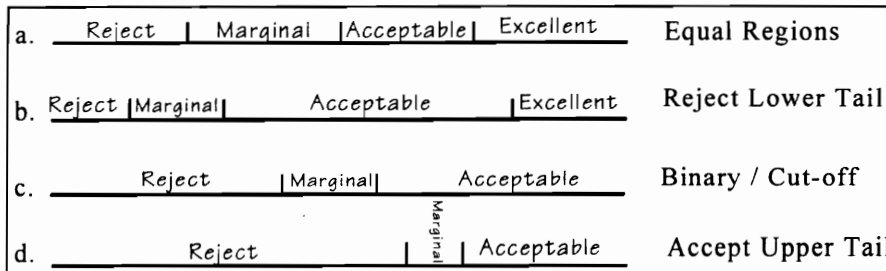 a. Reject Marginal Acceptable Excellent Equal Regions
b. Reject Marginal Acceptable Excellent Reject Lower Tail
c. Reject Marginal Acceptable Binary / Cut-off
d. Reject Marginal Acceptable Accept Upper Tail